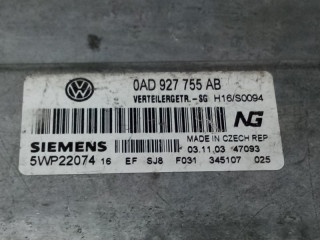 0AD 927 755 AB
VERTEILERGETR.-SG H16/S0094
NG
MADE IN CZECH REP
SIEMENS 03.11.03 47093
5WP22074 16 EF SJ8 F031 345107 025